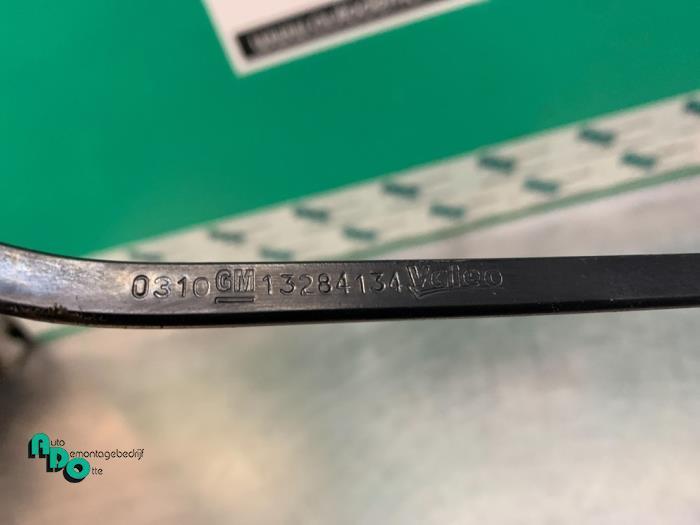 0310 GM 13284134 Valeo
Auto
Demontagebedrijf
Otte